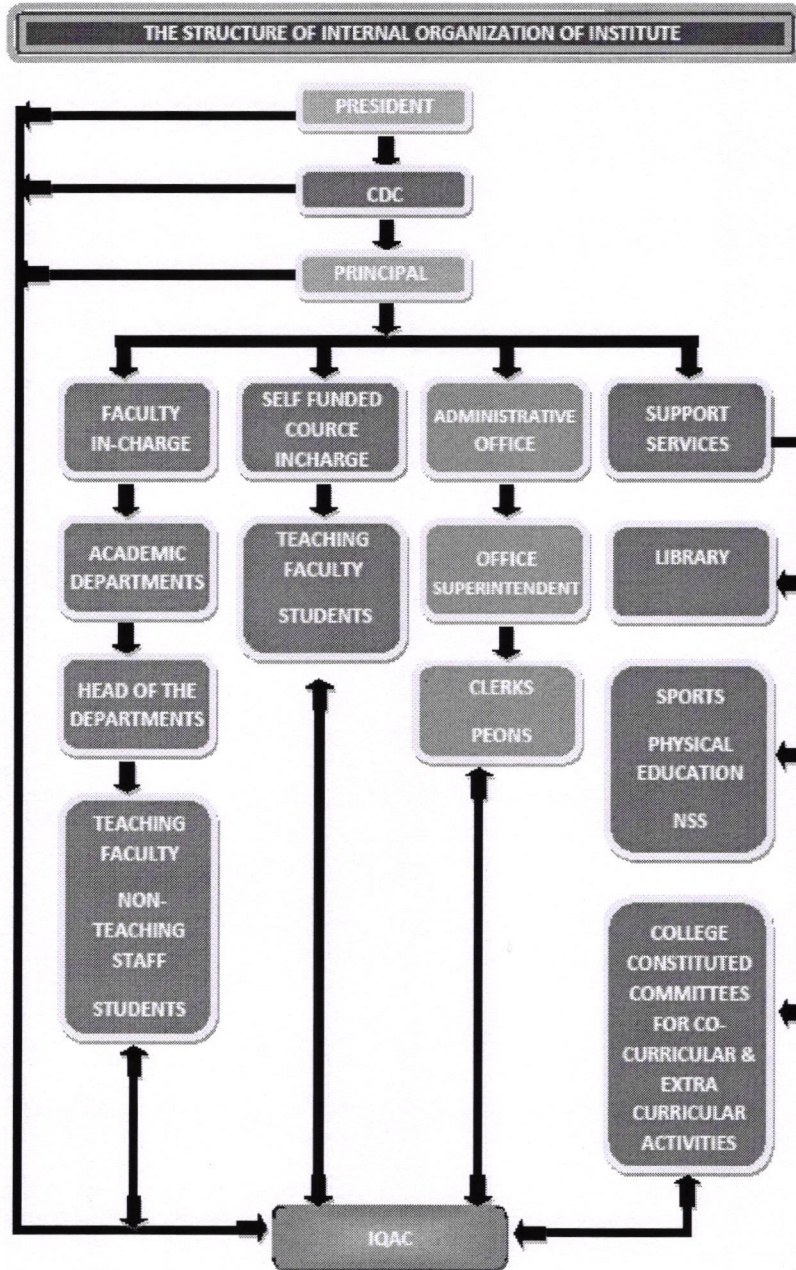 THE STRUCTURE OF INTERNAL ORGANIZATION OF INSTITUTE
PRESIDENT
CDC
PRINCIPAL
FACULTY
IN-CHARGE
SELF FUNDED
COURCE
INCHARGE
ADMINISTRATIVE
OFFICE
SUPPORT
SERVICES
ACADEMIC
DEPARTMENTS
TEACHING
FACULTY
STUDENTS
OFFICE
SUPERINTENDENT
LIBRARY
HEAD OF THE
DEPARTMENTS
CLERKS
PEONS
SPORTS
PHYSICAL
EDUCATION
NSS
TEACHING
FACULTY
NON-
TEACHING
STAFF
STUDENTS
COLLEGE
CONSTITUTED
COMMITTEES
FOR CO-
CURRICULAR &
EXTRA
CURRICULAR
ACTIVITIES
IQAC